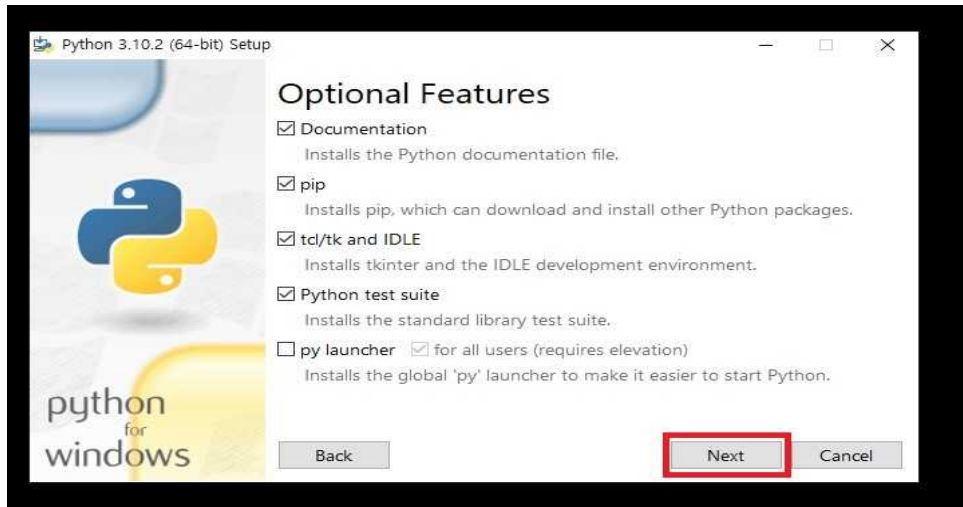 Python 3.10.2 (64-bit) Setup
Optional Features
Documentation
Installs the Python documentation file.
pip
Installs pip, which can download and install other Python packages.
tcl/tk and IDLE
Installs tkinter and the IDLE development environment.
Python test suite
Installs the standard library test suite.
py launcher for all users (requires elevation)
Installs the global 'py' launcher to make it easier to start Python.
python
for
windows
Back Next Cancel